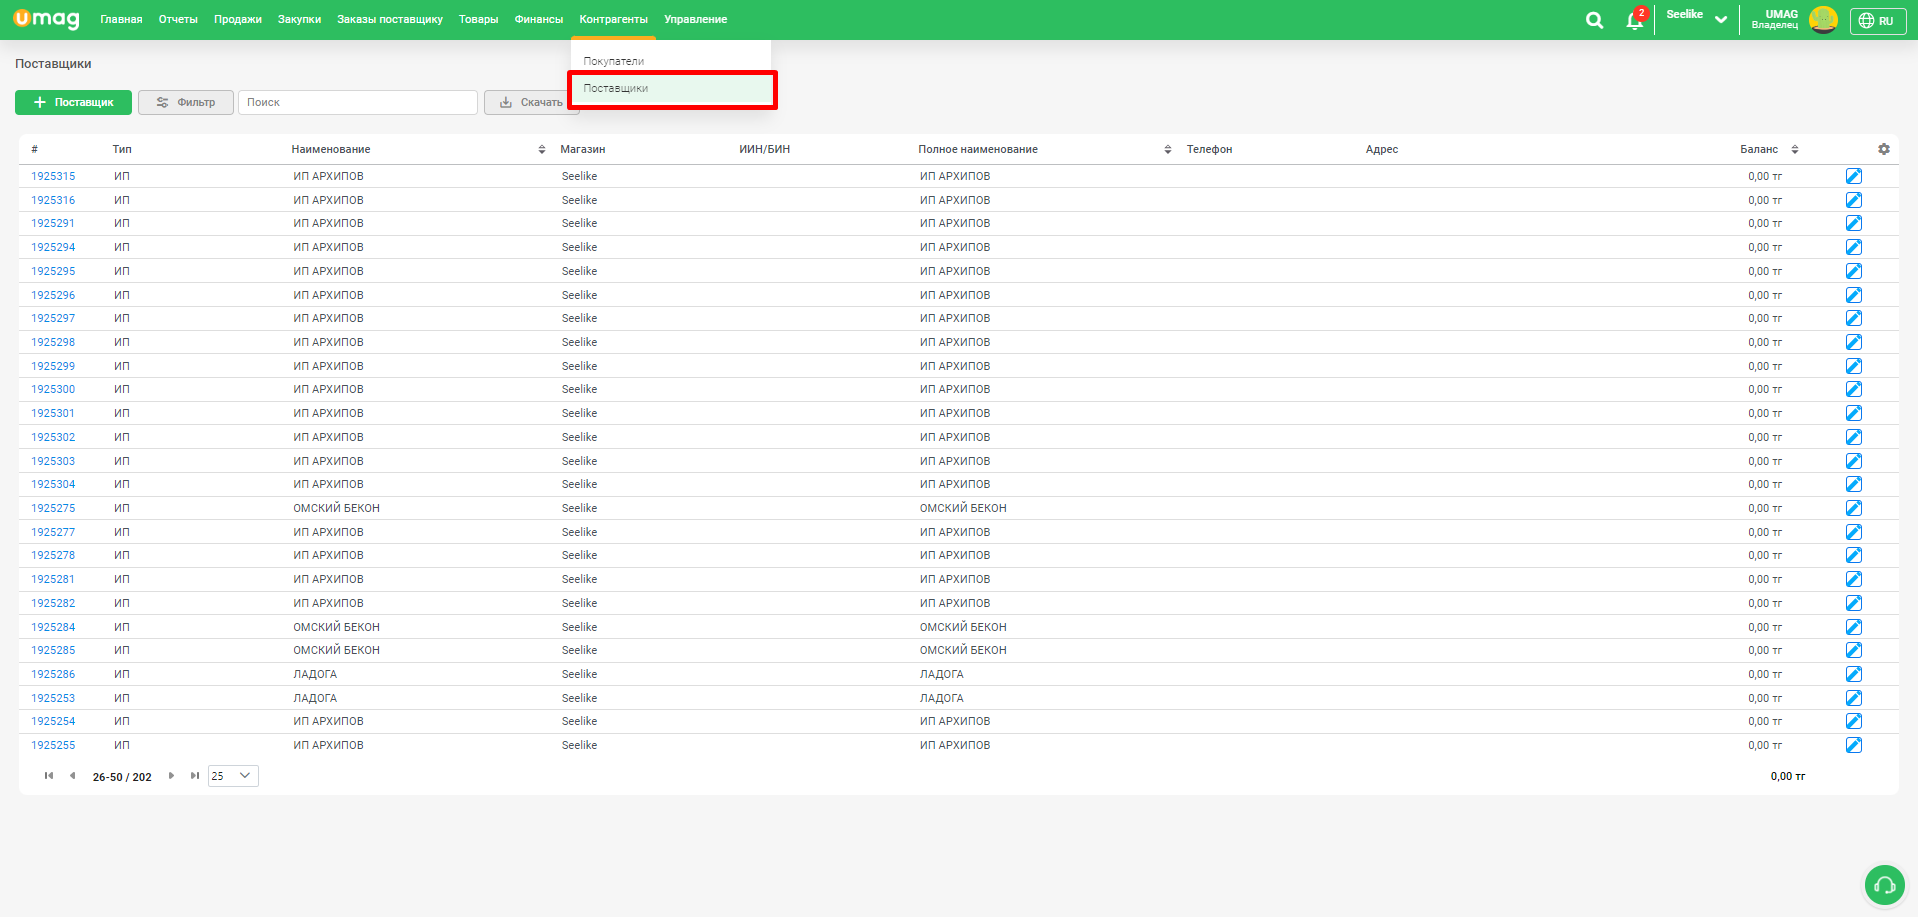 umag Главная Отчеты Продажи Закупки Заказы поставщику Товары Финансы Контрагенты Управление 2 Seelike UMAG RU
Владелец
Поставщики
Покупатели
Поставщики
Поставщик Фильтр Поиск Скачать
# Тип Наименование Магазин ИИН/БИН Полное наименование Телефон Адрес Баланс
1925315 ИП ИП АРХИПОВ Seelike ИП АРХИПОВ 0,00 тг
1925316 ИП ИП АРХИПОВ Seelike ИП АРХИПОВ 0,00 тг
1925291 ИП ИП АРХИПОВ Seelike ИП АРХИПОВ 0,00 тг
1925294 ИП ИП АРХИПОВ Seelike ИП АРХИПОВ 0,00 тг
1925295 ИП ИП АРХИПОВ Seelike ИП АРХИПОВ 0,00 тг
1925296 ИП ИП АРХИПОВ Seelike ИП АРХИПОВ 0,00 тг
1925297 ИП ИП АРХИПОВ Seelike ИП АРХИПОВ 0,00 тг
1925298 ИП ИП АРХИПОВ Seelike ИП АРХИПОВ 0,00 тг
1925299 ИП ИП АРХИПОВ Seelike ИП АРХИПОВ 0,00 тг
1925300 ИП ИП АРХИПОВ Seelike ИП АРХИПОВ 0,00 тг
1925301 ИП ИП АРХИПОВ Seelike ИП АРХИПОВ 0,00 тг
1925302 ИП ИП АРХИПОВ Seelike ИП АРХИПОВ 0,00 тг
1925303 ИП ИП АРХИПОВ Seelike ИП АРХИПОВ 0,00 тг
1925304 ИП ИП АРХИПОВ Seelike ИП АРХИПОВ 0,00 тг
1925275 ИП ОМСКИЙ БЕКОН Seelike ОМСКИЙ БЕКОН 0,00 тг
1925277 ИП ИП АРХИПОВ Seelike ИП АРХИПОВ 0,00 тг
1925278 ИП ИП АРХИПОВ Seelike ИП АРХИПОВ 0,00 тг
1925281 ИП ИП АРХИПОВ Seelike ИП АРХИПОВ 0,00 тг
1925282 ИП ИП АРХИПОВ Seelike ИП АРХИПОВ 0,00 тг
1925284 ИП ОМСКИЙ БЕКОН Seelike ОМСКИЙ БЕКОН 0,00 тг
1925285 ИП ОМСКИЙ БЕКОН Seelike ОМСКИЙ БЕКОН 0,00 тг
1925286 ИП ЛАДОГА Seelike ЛАДОГА 0,00 тг
1925253 ИП ЛАДОГА Seelike ЛАДОГА 0,00 тг
1925254 ИП ИП АРХИПОВ Seelike ИП АРХИПОВ 0,00 тг
1925255 ИП ИП АРХИПОВ Seelike ИП АРХИПОВ 0,00 тг
26-50 / 202 25 0,00 тг